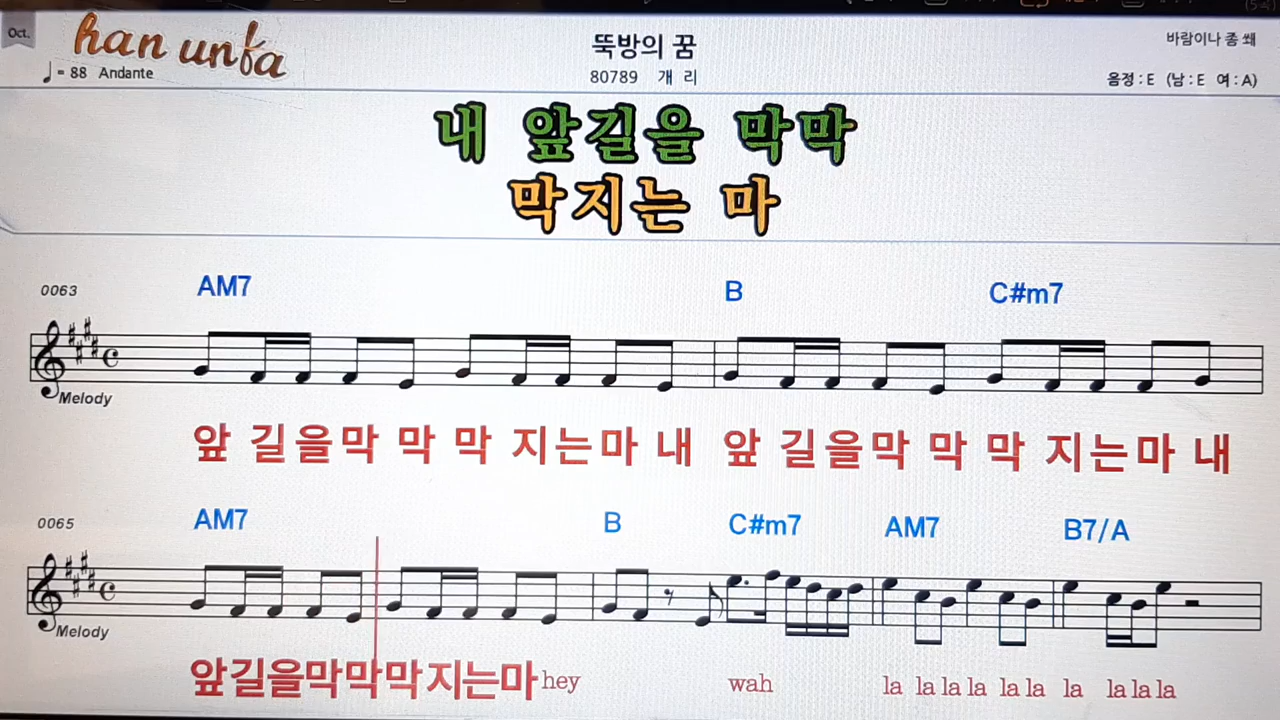 Oct.
han unfa
뚝방의 꿈
바람이나 좀 쐐
♩= 88 Andante
80789 개 리
음정 : E (남 : E 여 : A)
내 앞길을 막막
막지는 마
0063
AM7 B C#m7
Melody
앞 길을막 막 막 지는마 내 앞 길을막 막 막 지는마 내
0065
AM7 B C#m7 AM7 B7/A
Melody
앞길을막막막지는마hey wah la la la la la la la la la la